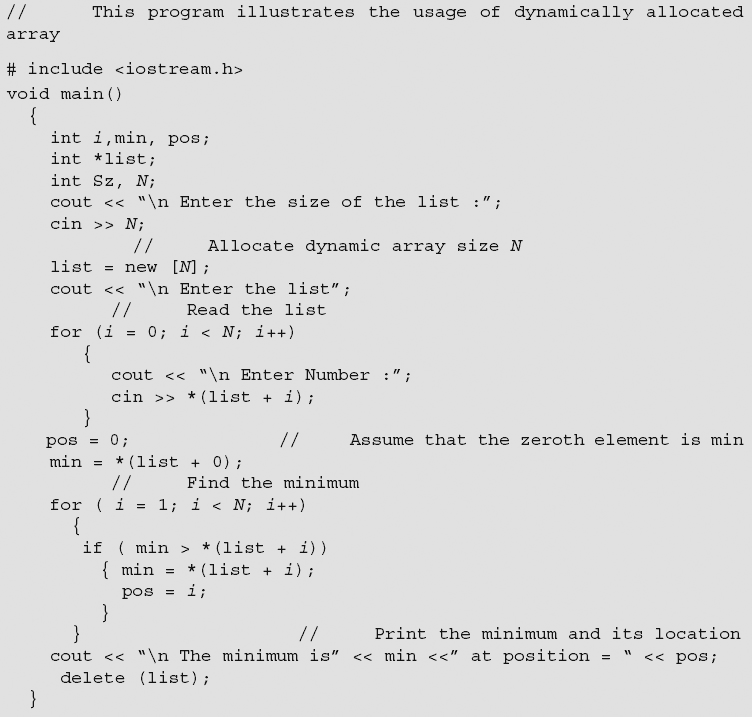 //      This program illustrates the usage of dynamically allocated
array
# include <iostream.h>
void main()
{
int i,min, pos;
int *list;
int Sz, N;
cout << “\n Enter the size of the list :”;
cin >> N;
//      Allocate dynamic array size N
list = new [N];
cout << “\n Enter the list”;
//      Read the list
for (i = 0; i < N; i++)
{
cout << “\n Enter Number :”;
cin >> *(list + i);
}
pos = 0;      //      Assume that the zeroth element is min
min = *(list + 0);
//      Find the minimum
for ( i = 1; i < N; i++)
{
if ( min > *(list + i))
{ min = *(list + i);
pos = i;
}
}      //      Print the minimum and its location
cout << “\n The minimum is” << min <<” at position = “ << pos;
delete (list);
}